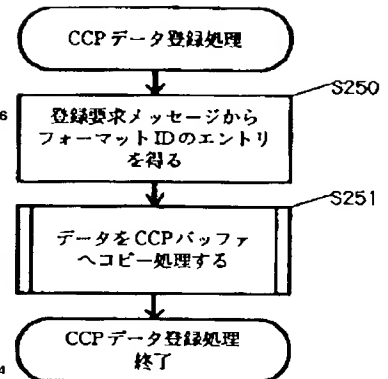 CCPデータ登録処理
S250
登録要求メッセージから
フォーマットIDのエントリ
を得る
S251
データをCCPバッファ
へコピー処理する
CCPデータ登録処理
終了